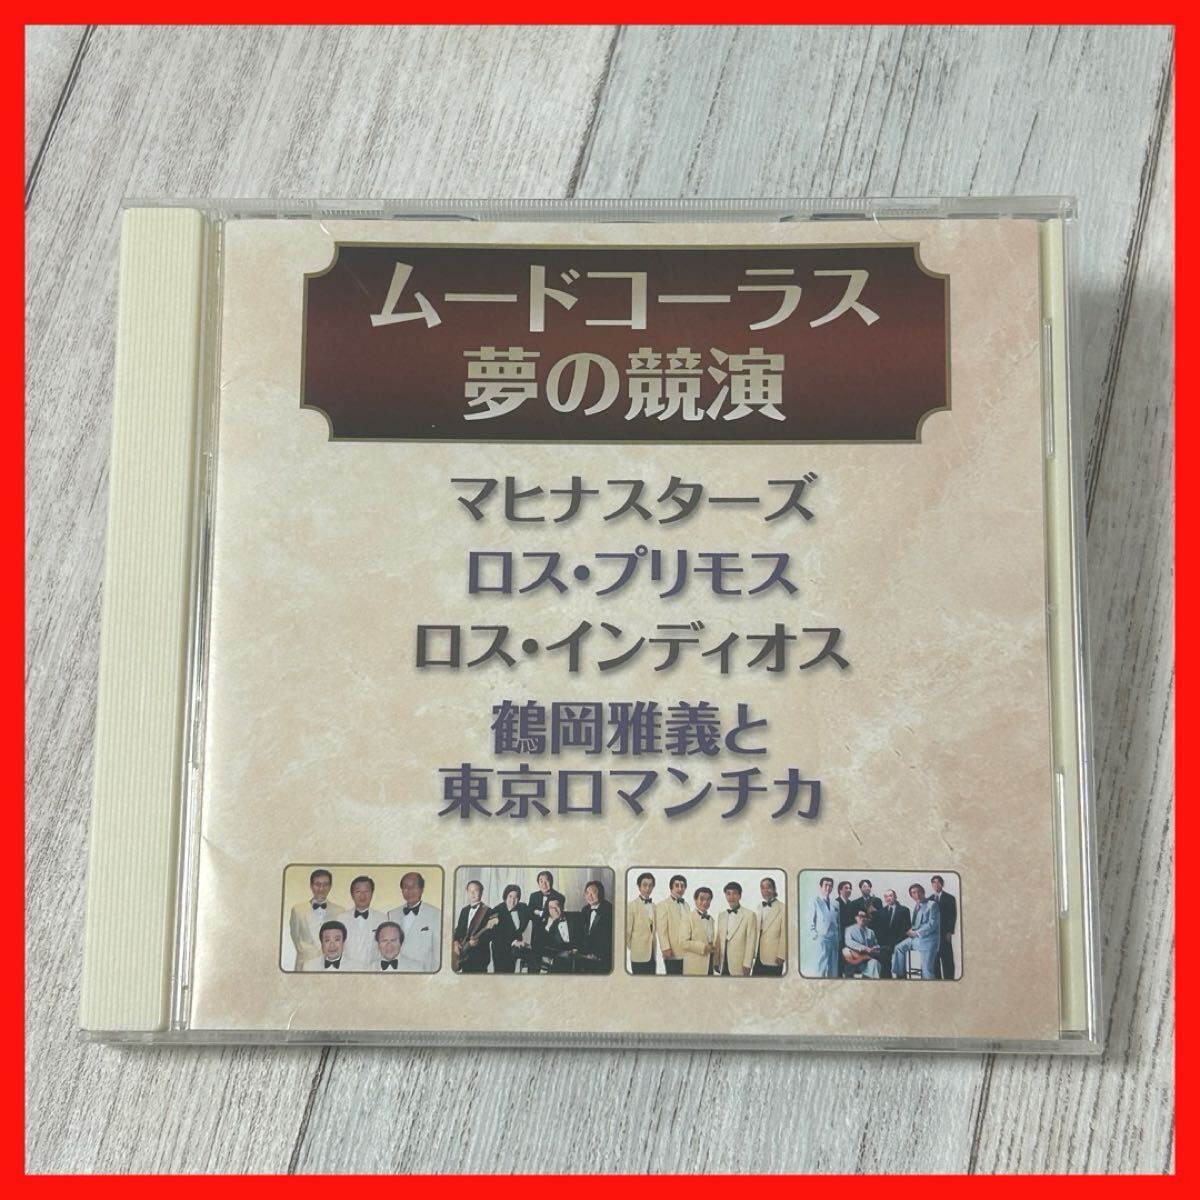 ムードコーラス
夢の競演
マヒナスターズ
ロス・プリモス
ロス・インディオス
鶴岡雅義と
東京ロマンチカ